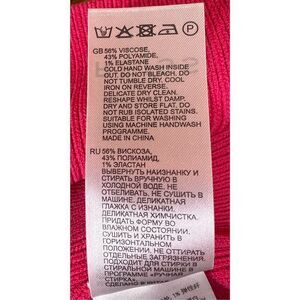 GB 56% VISCOSE,
43% POLYAMIDE,
1% ELASTANE
COLD HAND WASH INSIDE
OUT. DO NOT BLEACH. DO
NOT TUMBLE DRY. COOL
IRON ON REVERSE.
DELICATE DRY CLEAN.
RESHAPE WHILST DAMP.
DRY AND STORE FLAT. DO
NOT RUB ISOLATED STAINS.
SUITABLE FOR WASHING
USING MACHINE HANDWASH
PROGRAMME.
MADE IN CHINA
RU 56% ВИСКОЗА,
43% ПОЛИАМИД,
1% ЭЛАСТАН
ВЫВЕРНУТЬ НАИЗНАНКУ И
СТИРАТЬ ВРУЧНУЮ В
ХОЛОДНОЙ ВОДЕ. НЕ
ОТБЕЛИВАТЬ. НЕ СУШИТЬ В
МАШИНЕ. ДЕЛИКАТНАЯ
ГЛАЖКА С ИЗНАНКИ.
ДЕЛИКАТНАЯ ХИМЧИСТКА.
ПРИДАТЬ ФОРМУ ВО
ВЛАЖНОМ СОСТОЯНИИ.
СУШИТЬ И ХРАНИТЬ В
ГОРИЗОНТАЛЬНОМ
ПОЛОЖЕНИИ. НЕ ОТТИРАТЬ
ОТДЕЛЬНЫЕ ЗАГРЯЗНЕНИЯ.
ПОДХОДИТ ДЛЯ СТИРКИ В
СТИРАЛЬНОЙ МАШИНЕ В
ПРОГРАММЕ
P